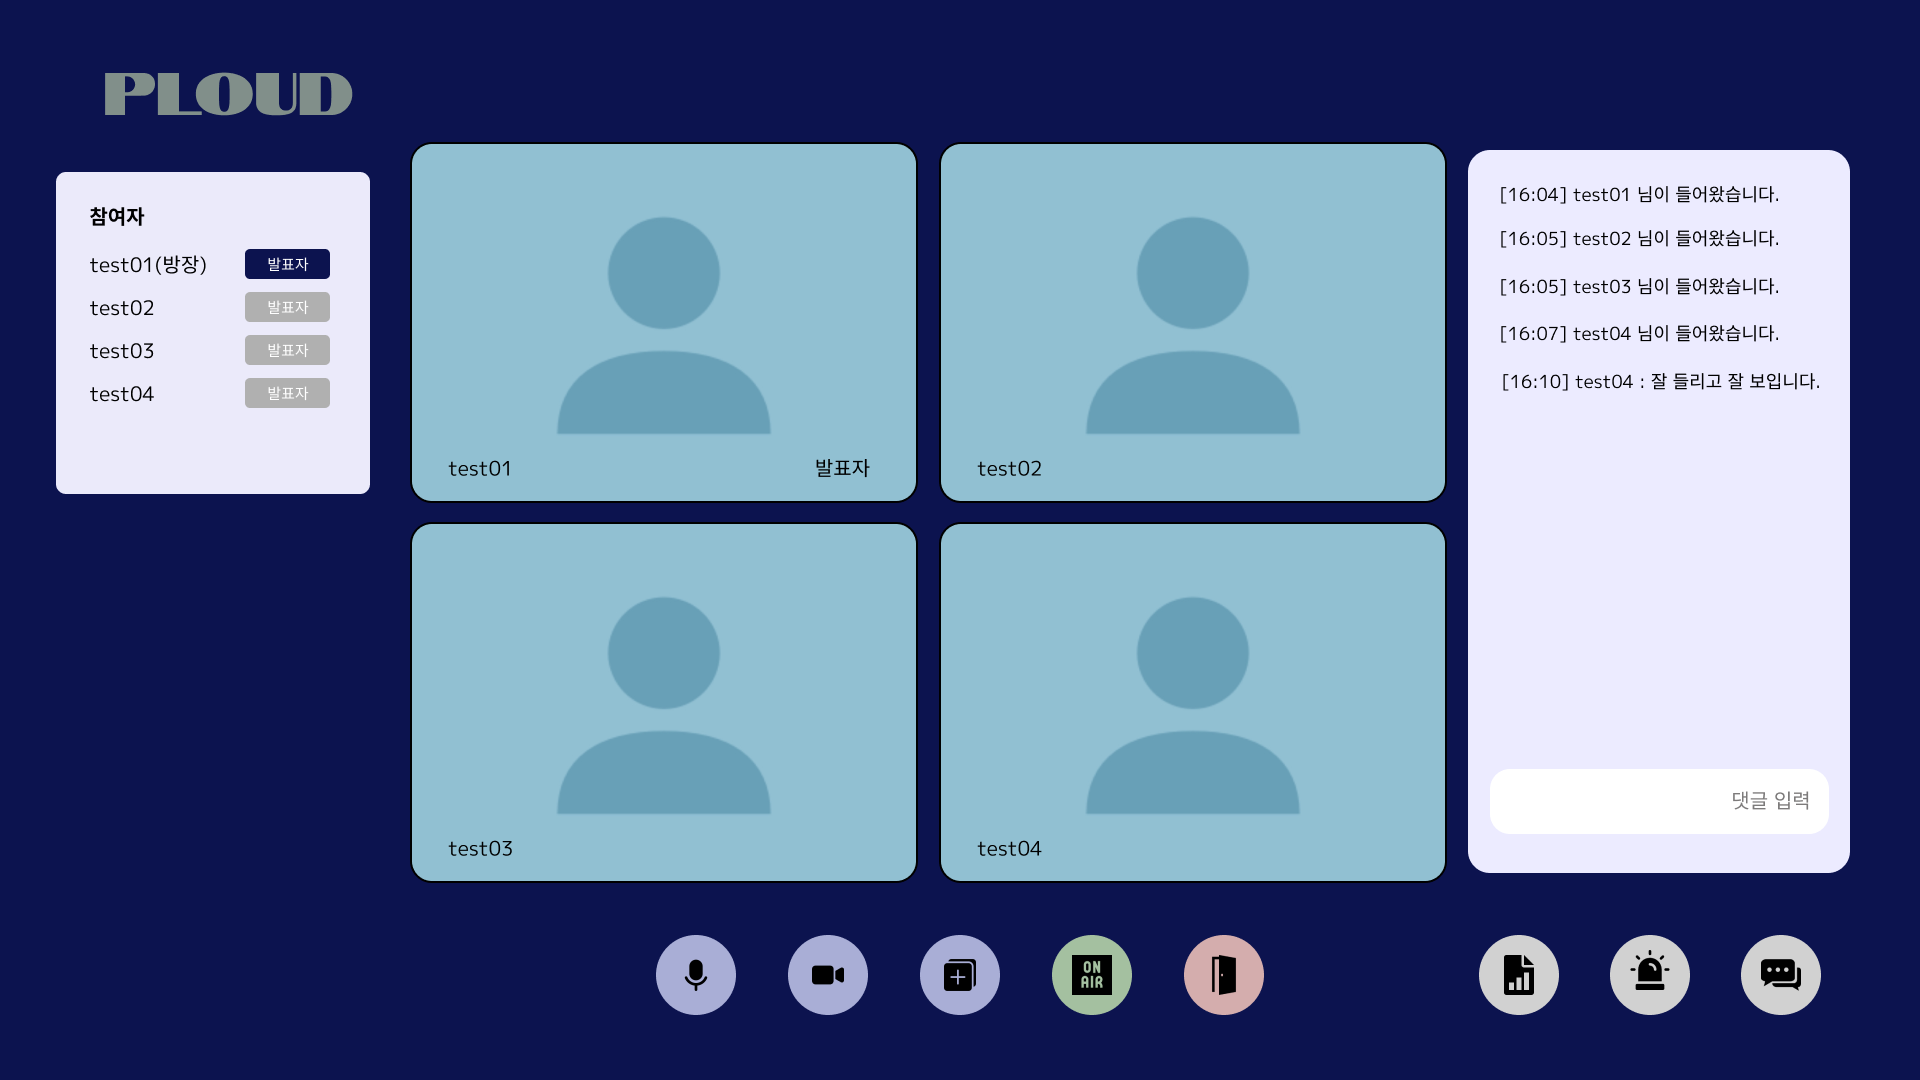 PLOUD
참여자
test01(방장) 발표자
test02 발표자
test03 발표자
test04 발표자
test01 발표자
test02
test03
test04
[16:04] test01 님이 들어왔습니다.
[16:05] test02 님이 들어왔습니다.
[16:05] test03 님이 들어왔습니다.
[16:07] test04 님이 들어왔습니다.
[16:10] test04 : 잘 들리고 잘 보입니다.
댓글 입력
ON
AIR